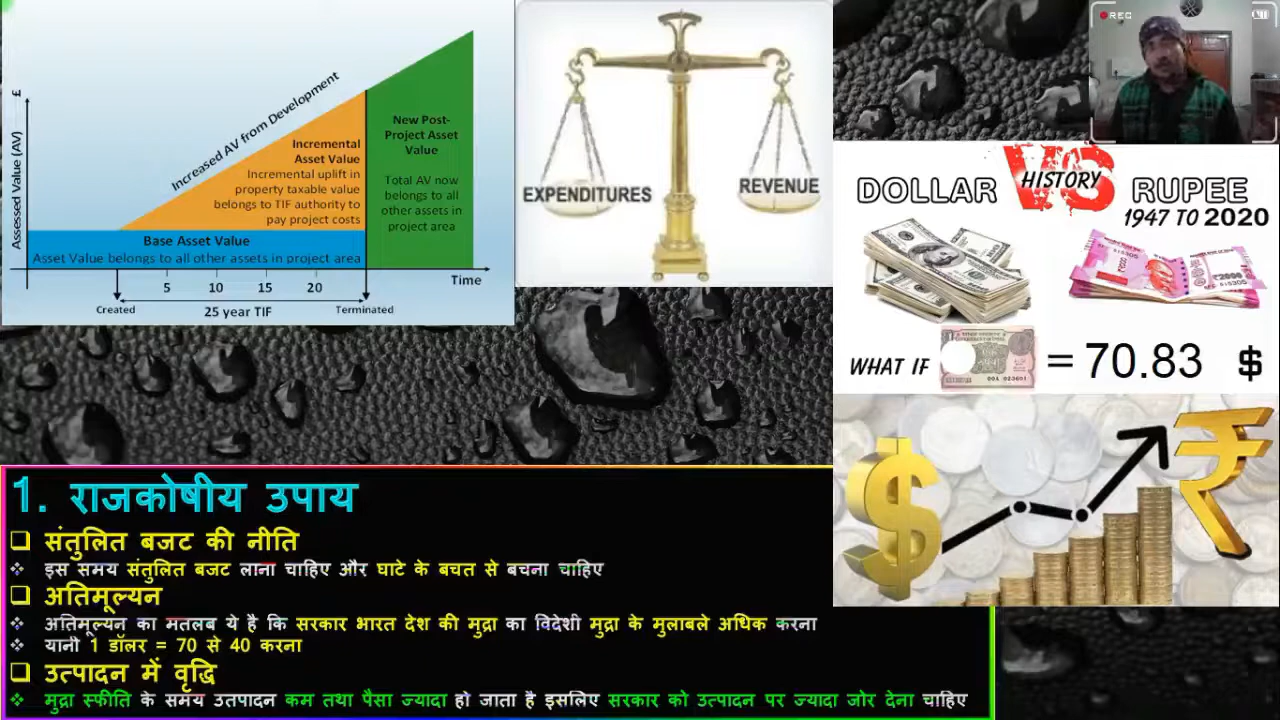 £
Assessed Value (AV)
Increased AV from Development
Incremental
Asset Value
Incremental uplift in
property taxable value
belongs to TIF authority to
pay project costs
New Post-
Project Asset
Value
Total AV now
belongs to all
other assets in
project area
Base Asset Value
Asset Value belongs to all other assets in project area
Time
5 10 15 20
Created
25 year TIF
Terminated
EXPENDITURES
REVENUE
REC
DOLLAR VS RUPEE
HISTORY
1947 TO 2020
WHAT IF = 70.83 $
$ ₹
1. राजकोषीय उपाय
संतुलित बजट की नीति
इस समय संतुलित बजट लाना चाहिए और घाटे के बचत से बचना चाहिए
अतिमूल्यन
अतिमूल्यन का मतलब ये है कि सरकार भारत देश की मुद्रा का विदेशी मुद्रा के मुलाबले अधिक करना
यानी 1 डॉलर = 70 से 40 करना
उत्पादन में वृद्धि
मुद्रा स्फीति के समय उतपादन कम तथा पैसा ज्यादा हो जाता है इसलिए सरकार को उत्पादन पर ज्यादा जोर देना चाहिए